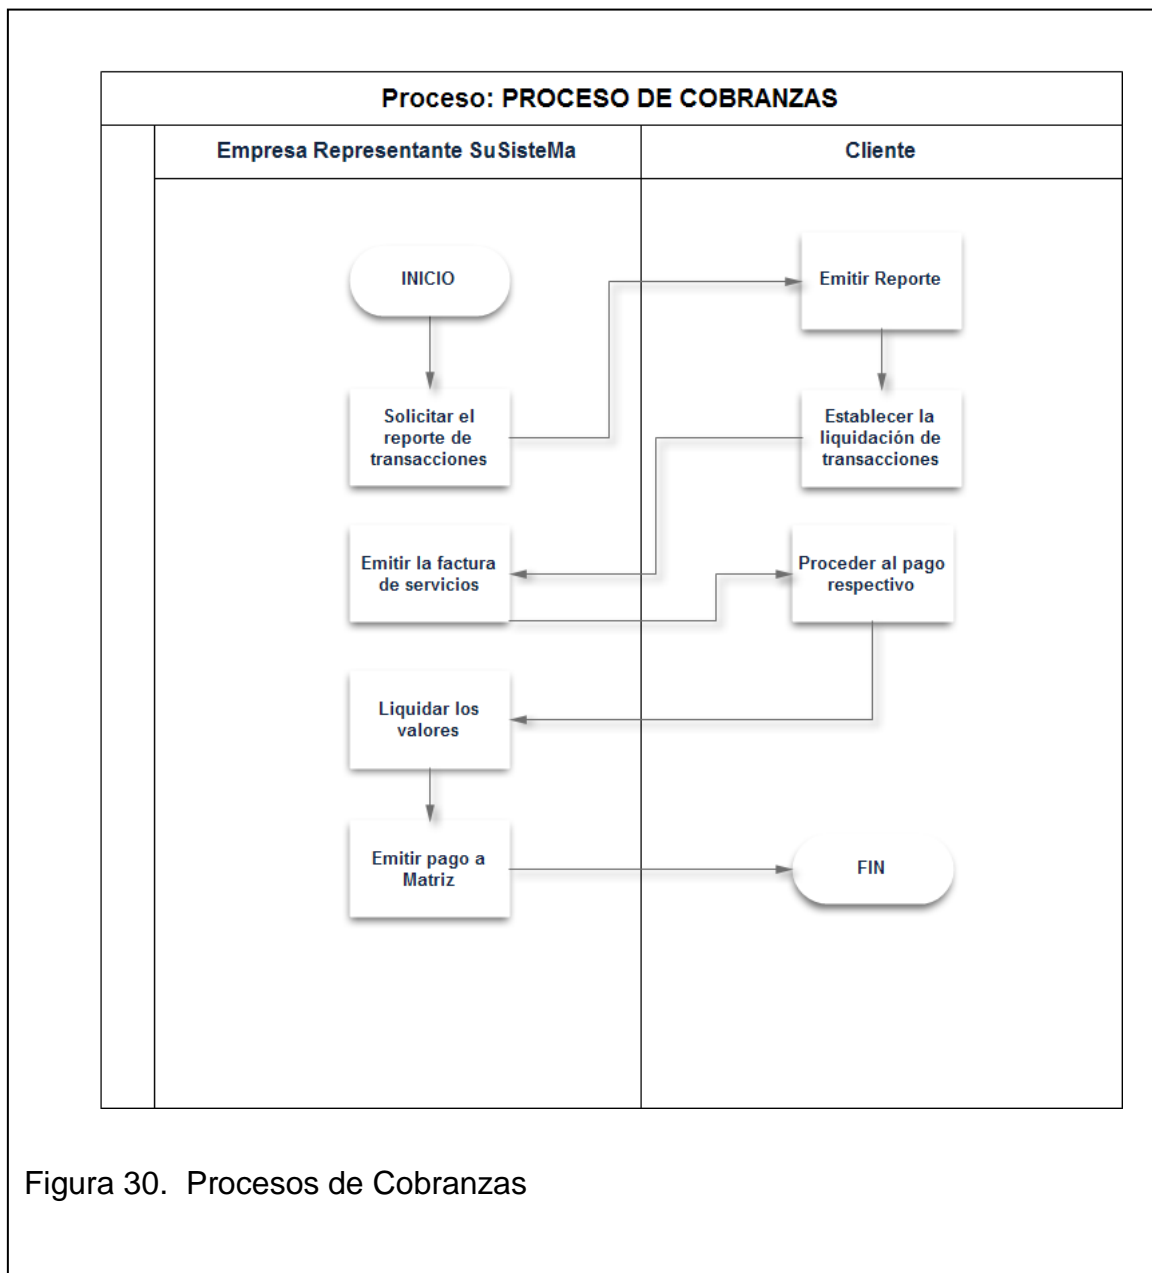 Proceso: PROCESO DE COBRANZAS
Empresa Representante SuSisteMa
Cliente
INICIO
Emitir Reporte
Solicitar el
reporte de
transacciones
Establecer la
liquidación de
transacciones
Emitir la factura
de servicios
Proceder al pago
respectivo
Liquidar los
valores
Emitir pago a
Matriz
FIN
Figura 30. Procesos de Cobranzas